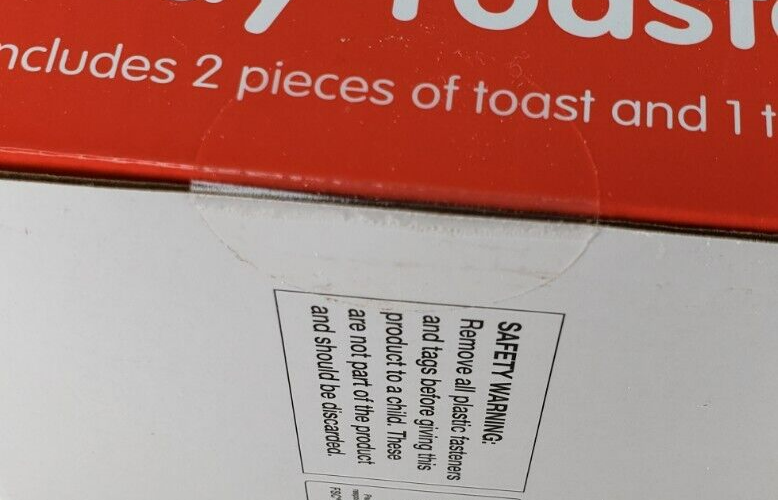 Toaste
ncludes 2 pieces of toast and 1 t
SAFETY WARNING:
Remove all plastic fasteners
and tags before giving this
product to a child. These
are not part of the product
and should be discarded.